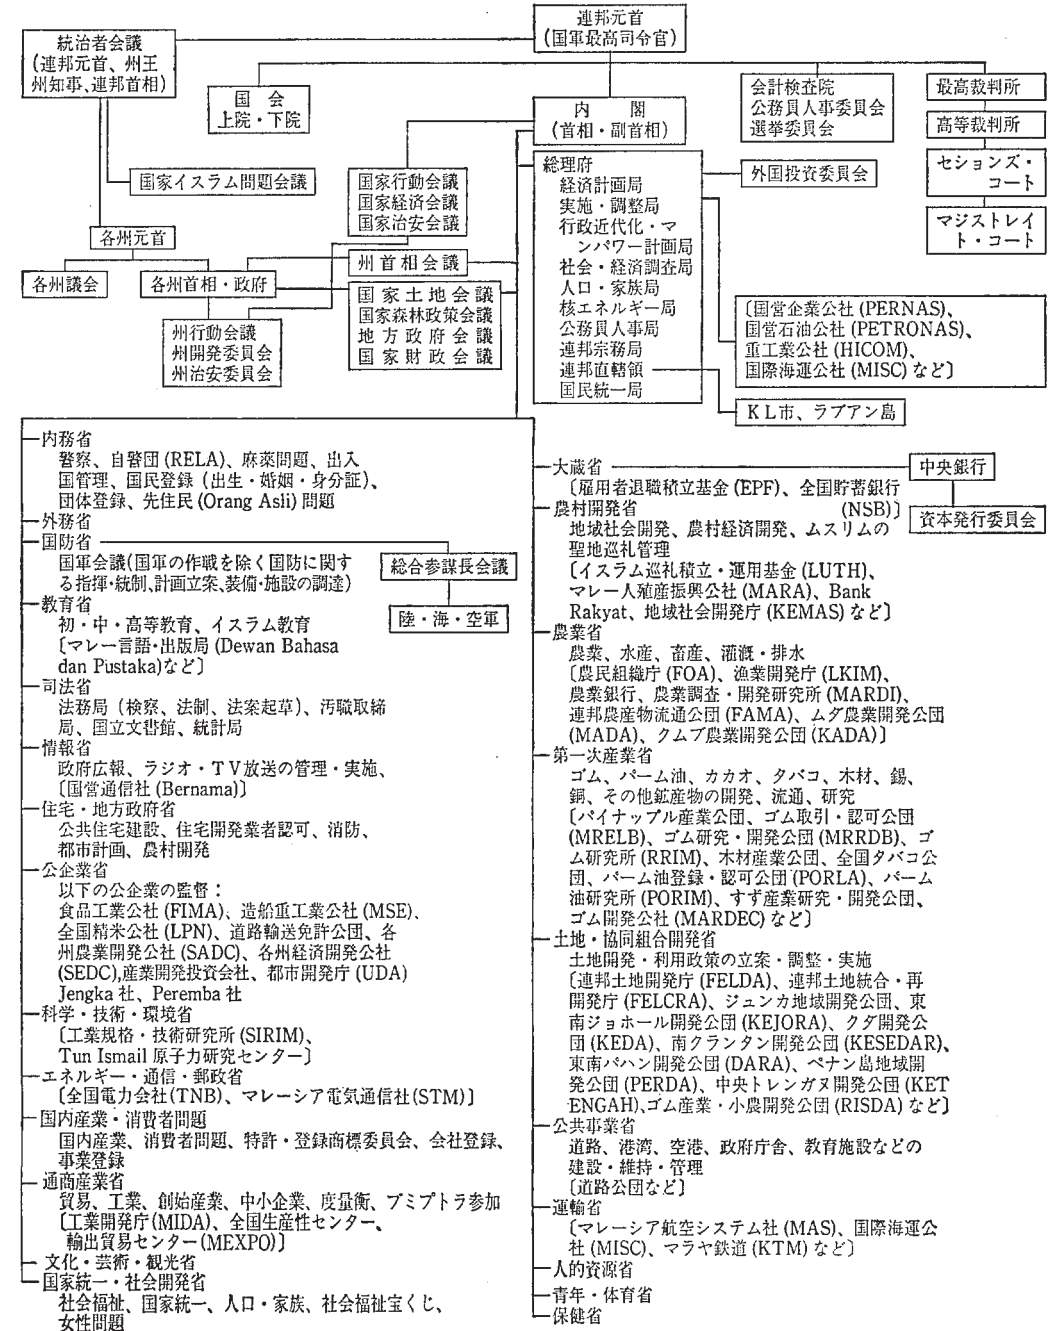 連邦元首
(国軍最高司令官)
統治者会議
(連邦元首、州王
州知事、連邦首相)
国　会
上院・下院
内　　閣
(首相・副首相)
会計検査院
公務員人事委員会
選挙委員会
最高裁判所
高等裁判所
セションズ・
コート
マジストレイ
ト・コート
国家イスラム問題会議
国家行動会議
国家経済会議
国家治安会議
総理府
経済計画局
実施・調整局
行政近代化・マ
ンパワー計画局
社会・経済調査局
人口・家族局
核エネルギー局
公務員人事局
連邦宗務局
連邦直轄領
国民統一局
外国投資委員会
各州元首
各州議会
各州首相・政府
州首相会議
国家土地会議
国家森林政策会議
地方政府会議
国家財政会議
州行動会議
州開発委員会
州治安委員会
〔国営企業公社(PERNAS)、
国営石油公社(PETRONAS)、
重工業公社(HICOM)、
国際海運公社(MISC)など〕
KL市、ラブアン島
内務省
警察、自警団(RELA)、麻薬問題、出入
国管理、国民登録(出生・婚姻・身分証)、
団体登録、先住民(Orang Asli)問題
外務省
国防省
国軍会議(国軍の作戦を除く国防に関す
る指揮・統制、計画立案、装備・施設の調達)
総合参謀長会議
陸・海・空軍
教育省
初・中・高等教育、イスラム教育
〔マレー言語・出版局(Dewan Bahasa
dan Pustaka)など〕
司法省
法務局(検察、法制、法案起草)、汚職取締
局、国立文書館、統計局
情報省
政府広報、ラジオ・TV放送の管理・実施、
〔国営通信社(Bernama)〕
住宅・地方政府省
公共住宅建設、住宅開発業者認可、消防、
都市計画、農村開発
公企業省
以下の公企業の監督：
食品工業公社(FIMA)、造船重工業公社(MSE)、
全国精米公社(LPN)、道路輸送免許公団、各
州農業開発公社(SADC)、各州経済開発公社
(SEDC),産業開発投資会社、都市開発庁(UDA)
Jengka社、Peremba社
科学・技術・環境省
〔工業規格・技術研究所(SIRIM)、
Tun Ismail原子力研究センター〕
エネルギー・通信・郵政省
〔全国電力会社(TNB)、マレーシア電気通信社(STM)〕
国内産業・消費者問題
国内産業、消費者問題、特許・登録商標委員会、会社登録、
事業登録
通商産業省
貿易、工業、創始産業、中小企業、度量衡、ブミプトラ参加
〔工業開発庁(MIDA)、全国生産性センター、
輸出貿易センター(MEXPO)〕
文化・芸術・観光省
国家統一・社会開発省
社会福祉、国家統一、人口・家族、社会福祉宝くじ、
女性問題
大蔵省
中央銀行
資本発行委員会
〔雇用者退職積立基金(EPF)、全国貯蓄銀行
(NSB)〕
農村開発省
地域社会開発、農村経済開発、ムスリムの
聖地巡礼管理
〔イスラム巡礼積立・運用基金(LUTH)、
マレー人殖産振興公社(MARA)、Bank
Rakyat、地域社会開発庁(KEMAS)など〕
農業省
農業、水産、畜産、灌漑・排水
〔農民組織庁(FOA)、漁業開発庁(LKIM)、
農業銀行、農業調査・開発研究所(MARDI)、
連邦農産物流通公団(FAMA)、ムダ農業開発公団
(MADA)、クムブ農業開発公団(KADA)〕
第一次産業省
ゴム、パーム油、カカオ、タバコ、木材、錫、
銅、その他鉱産物の開発、流通、研究
〔パイナップル産業公団、ゴム取引・認可公団
(MRELB)、ゴム研究・開発公団(MRRDB)、ゴ
ム研究所(RRIM)、木材産業公団、全国タバコ公
団、パーム油登録・認可公団(PORLA)、パーム
油研究所(PORIM)、すず産業研究・開発公団、
ゴム開発公社(MARDEC)など〕
土地・協同組合開発省
土地開発・利用政策の立案・調整・実施
〔連邦土地開発庁(FELDA)、連邦土地統合・再
開発庁(FELCRA)、ジュンカ地域開発公団、東
南ジョホール開発公団(KEJORA)、クダ開発公
団(KEDA)、南クランタン開発公団(KESEDAR)、
東南パハン開発公団(DARA)、ペナン島地域開
発公団(PERDA)、中央トレンガヌ開発公団(KET
ENGAH)、ゴム産業・小農開発公団(RISDA)など〕
公共事業省
道路、港湾、空港、政府庁舎、教育施設などの
建設・維持・管理
〔道路公団など〕
運輸省
〔マレーシア航空システム社(MAS)、国際海運公
社(MISC)、マラヤ鉄道(KTM)など〕
人的資源省
青年・体育省
保健省